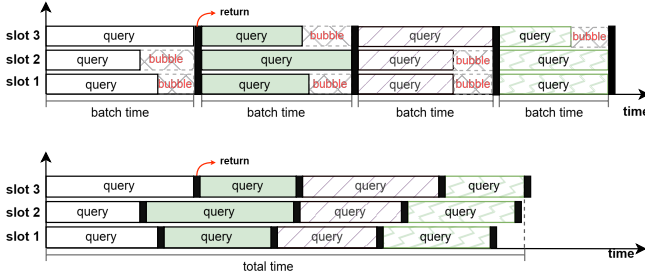 return
slot 3 query query bubble query query bubble
slot 2 query bubble query query bubble query
slot 1 query bubble query bubble query bubble query
batch time batch time batch time batch time time
return
slot 3 query query query query
slot 2 query query query query
slot 1 query query query query
time
total time